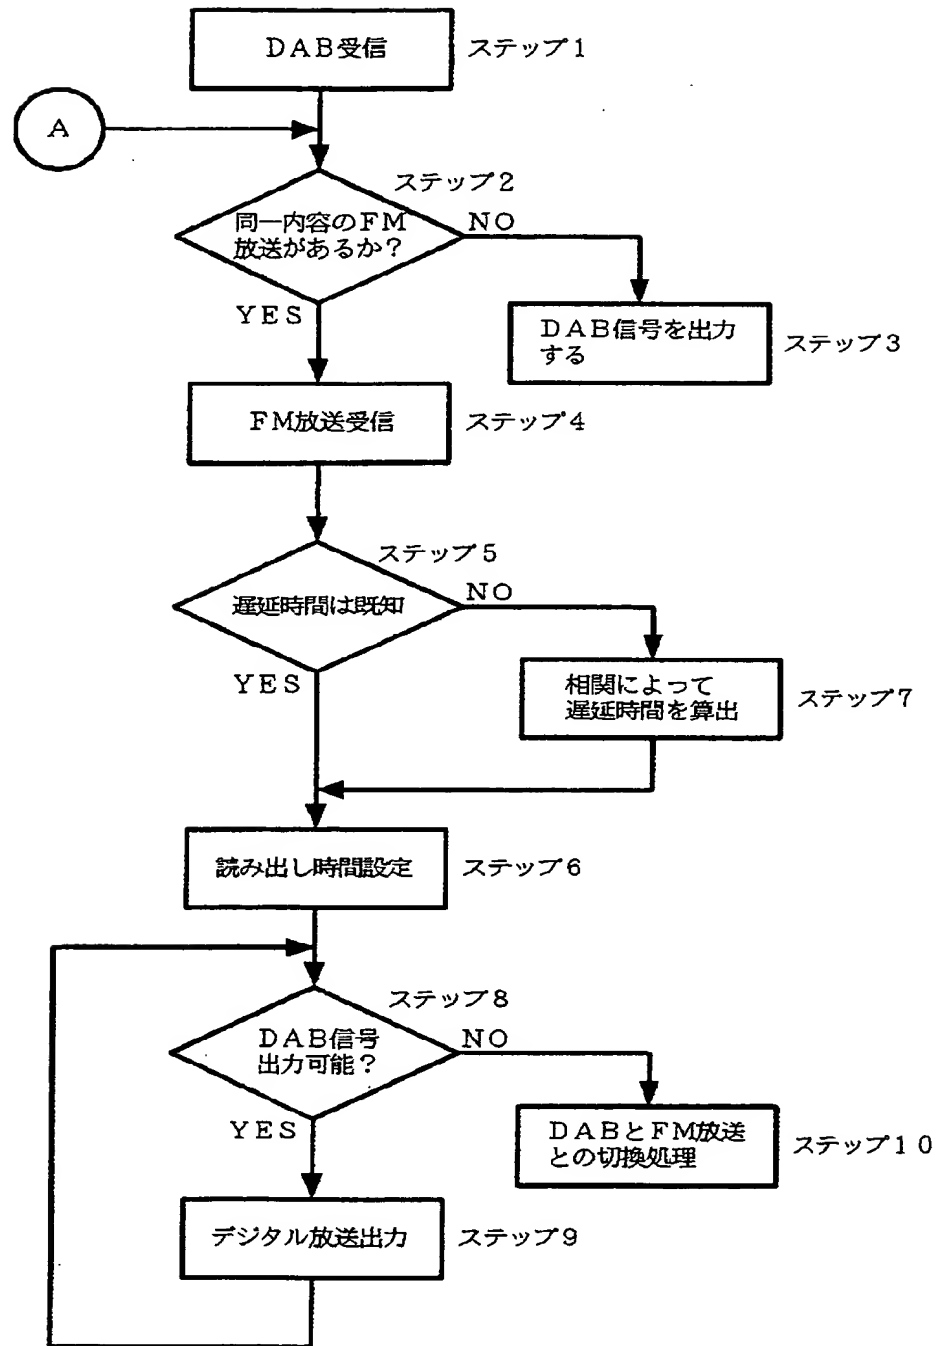 DAB受信
ステップ1
A
ステップ2
同一内容のFM
放送があるか?
NO
YES
DAB信号を出力
する
ステップ3
FM放送受信
ステップ4
ステップ5
遅延時間は既知
NO
YES
相関によって
遅延時間を算出
ステップ7
読み出し時間設定
ステップ6
ステップ8
DAB信号
出力可能?
NO
YES
DABとFM放送
との切換処理
ステップ10
デジタル放送出力
ステップ9